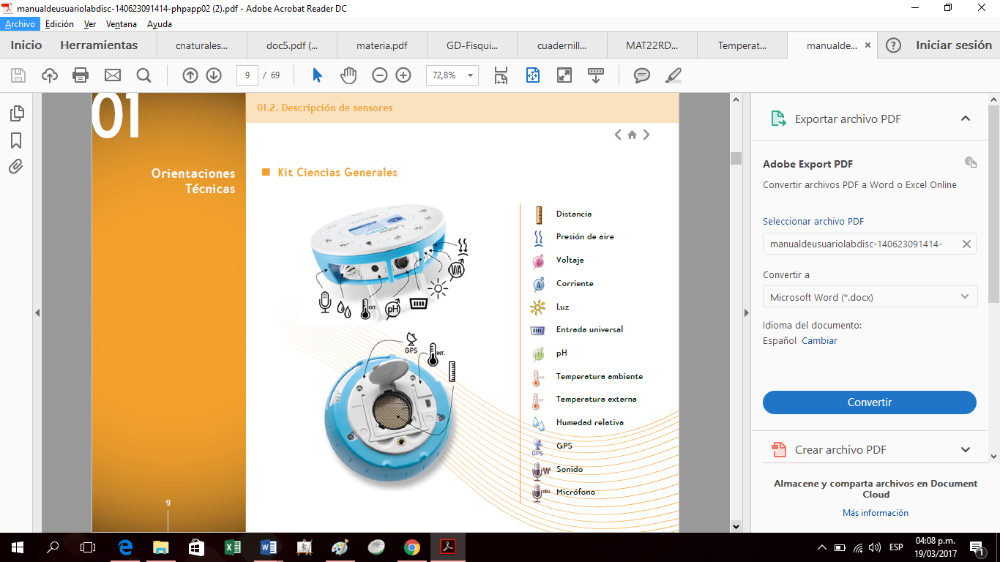 manualdeusuariolabdisc-140623091414-phpapp02 (2).pdf - Adobe Acrobat Reader DC
Archivo Edición Ver Ventana Ayuda
Inicio Herramientas cnaturales... doc5.pdf (... materia.pdf GD-Fisqui... cuadernill... MAT22RD... Temperat... manualde... Iniciar sesión
9 / 69 72,8%
01
01.2. Descripción de sensores
Orientaciones
Técnicas
Kit Ciencias Generales
Distancia
Presión de aire
Voltaje
Corriente
Luz
Entrada universal
pH
Temperatura ambiente
Temperatura externa
Humedad relativa
GPS
GPS
Sonido
dBa
Micrófono
V/A
EXT.
pH
GPS
INT.
9
Exportar archivo PDF
Adobe Export PDF
Convertir archivos PDF a Word o Excel Online
Seleccionar archivo PDF
manualdeusuariolabdisc-140623091414-
Convertir a
Microsoft Word (*.docx)
Idioma del documento:
Español Cambiar
Convertir
Crear archivo PDF
Almacene y comparta archivos en Document
Cloud
Más información
ESP
04:08 p.m.
19/03/2017
1